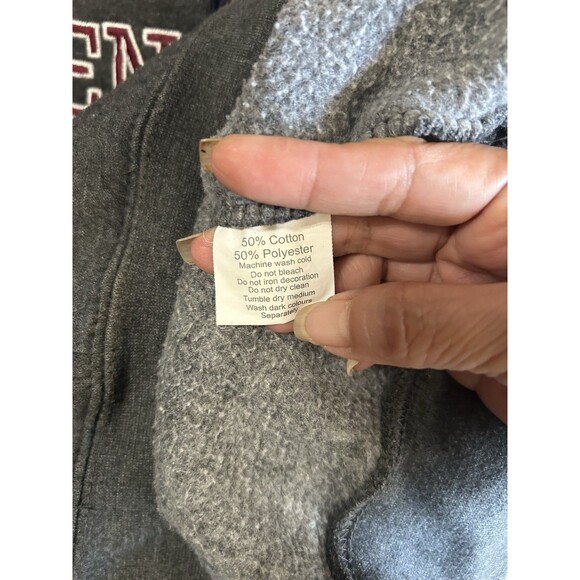 EN
50% Cotton
50% Polyester
Machine wash cold
Do not bleach
Do not iron decoration
Do not dry clean
Tumble dry medium
Wash dark colours
Separately